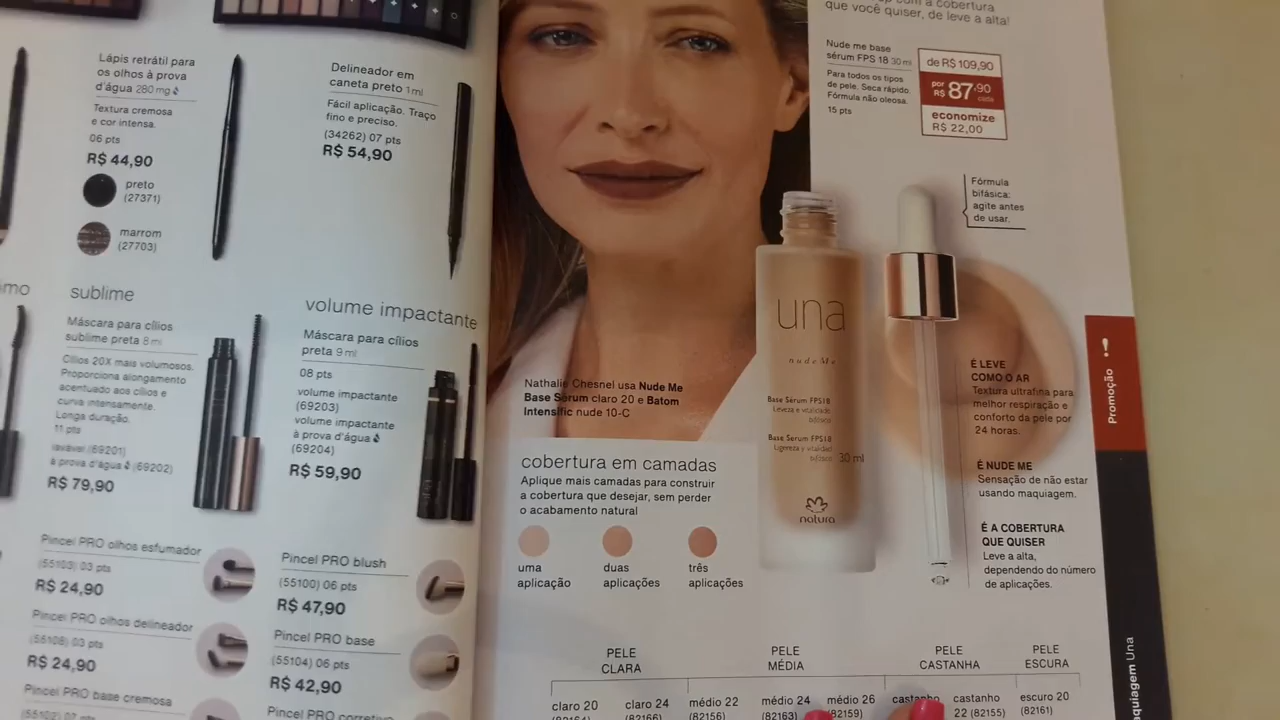 Lápis retrátil para
os olhos à prova
d'água 280 mg
Textura cremosa
e cor intensa.
06 pts
R$ 44,90
preto
(27371)
marrom
(27703)
Delineador em
caneta preto 1 ml
Fácil aplicação. Traço
fino e preciso.
(34262) 07 pts
R$ 54,90
sublime
Máscara para cílios
sublime preta 8 ml
Cílios 20X mais volumosos.
Proporciona alongamento
acentuado aos cílios e
curva intensamente.
Longa duração.
11 pts
lavável (69201)
à prova d'água (69202)
R$ 79,90
volume impactante
Máscara para cílios
preta 9 ml
08 pts
volume impactante
(69203)
volume impactante
à prova d'água
(69204)
R$ 59,90
Pincel PRO olhos esfumador
(55103) 03 pts
R$ 24,90
Pincel PRO olhos delineador
(55108) 03 pts
R$ 24,90
Pincel PRO base cremosa
Pincel PRO blush
(55100) 06 pts
R$ 47,90
Pincel PRO base
(55104) 06 pts
R$ 42,90
Pincel PRO corretivo
com a cobertura
que você quiser, de leve a alta!
Nude me base
sérum FPS 18 30 ml
Para todos os tipos
de pele. Seca rápido.
Fórmula não oleosa.
15 pts
de R$ 109,90
por
R$ 87,90
cada
economize
R$ 22,00
Fórmula
bifásica:
agite antes
de usar.
Nathalie Chesnel usa Nude Me
Base Sérum claro 20 e Batom
Intensific nude 10-C
cobertura em camadas
Aplique mais camadas para construir
a cobertura que desejar, sem perder
o acabamento natural
uma
aplicação
duas
aplicações
três
aplicações
una
nude Me
Base Sérum FPS18
Leveza e vitalidade
bifásico
Base Serum FPS18
Ligereza y vitalidad
bifásico
30 ml
natura
É LEVE
COMO O AR
Textura ultrafina para
melhor respiração e
conforto da pele por
24 horas.
É NUDE ME
Sensação de não estar
usando maquiagem.
É A COBERTURA
QUE QUISER
Leve a alta,
dependendo do número
de aplicações.
Promoção !
PELE
CLARA
PELE
MÉDIA
PELE
CASTANHA
PELE
ESCURA
claro 20
claro 24
(82166)
médio 22
(82156)
médio 24
(82163)
médio 26
(82159)
castanho
castanho
22 (82155)
escuro 20
(82161)